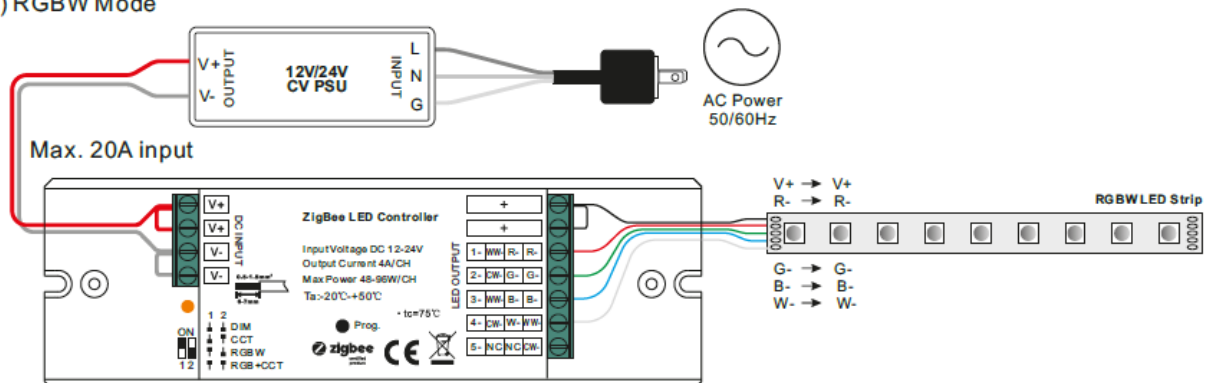 ) RGBW Mode
V+
V-
OUTPUT
12V/24V
CV PSU
INPUT
L
N
G
AC Power
50/60Hz
Max. 20A input
V+
V+
V-
V-
DC INPUT
ZigBee LED Controller
Input Voltage DC 12-24V
Output Current 4A/CH
Max Power 48-96W/CH
Ta:-20℃-+50℃
• tc=75℃
Prog.
zigbee
CE
1 2
DIM
CCT
RGBW
RGB+CCT
ON
1 2
LED OUTPUT
+
+
1- WW- R- R-
2- CW- G- G-
3- WW- B- B-
4- CW- W- WW-
5- NC NC CW-
V+ → V+
R- → R-
RGBW LED Strip
G- → G-
B- → B-
W- → W-